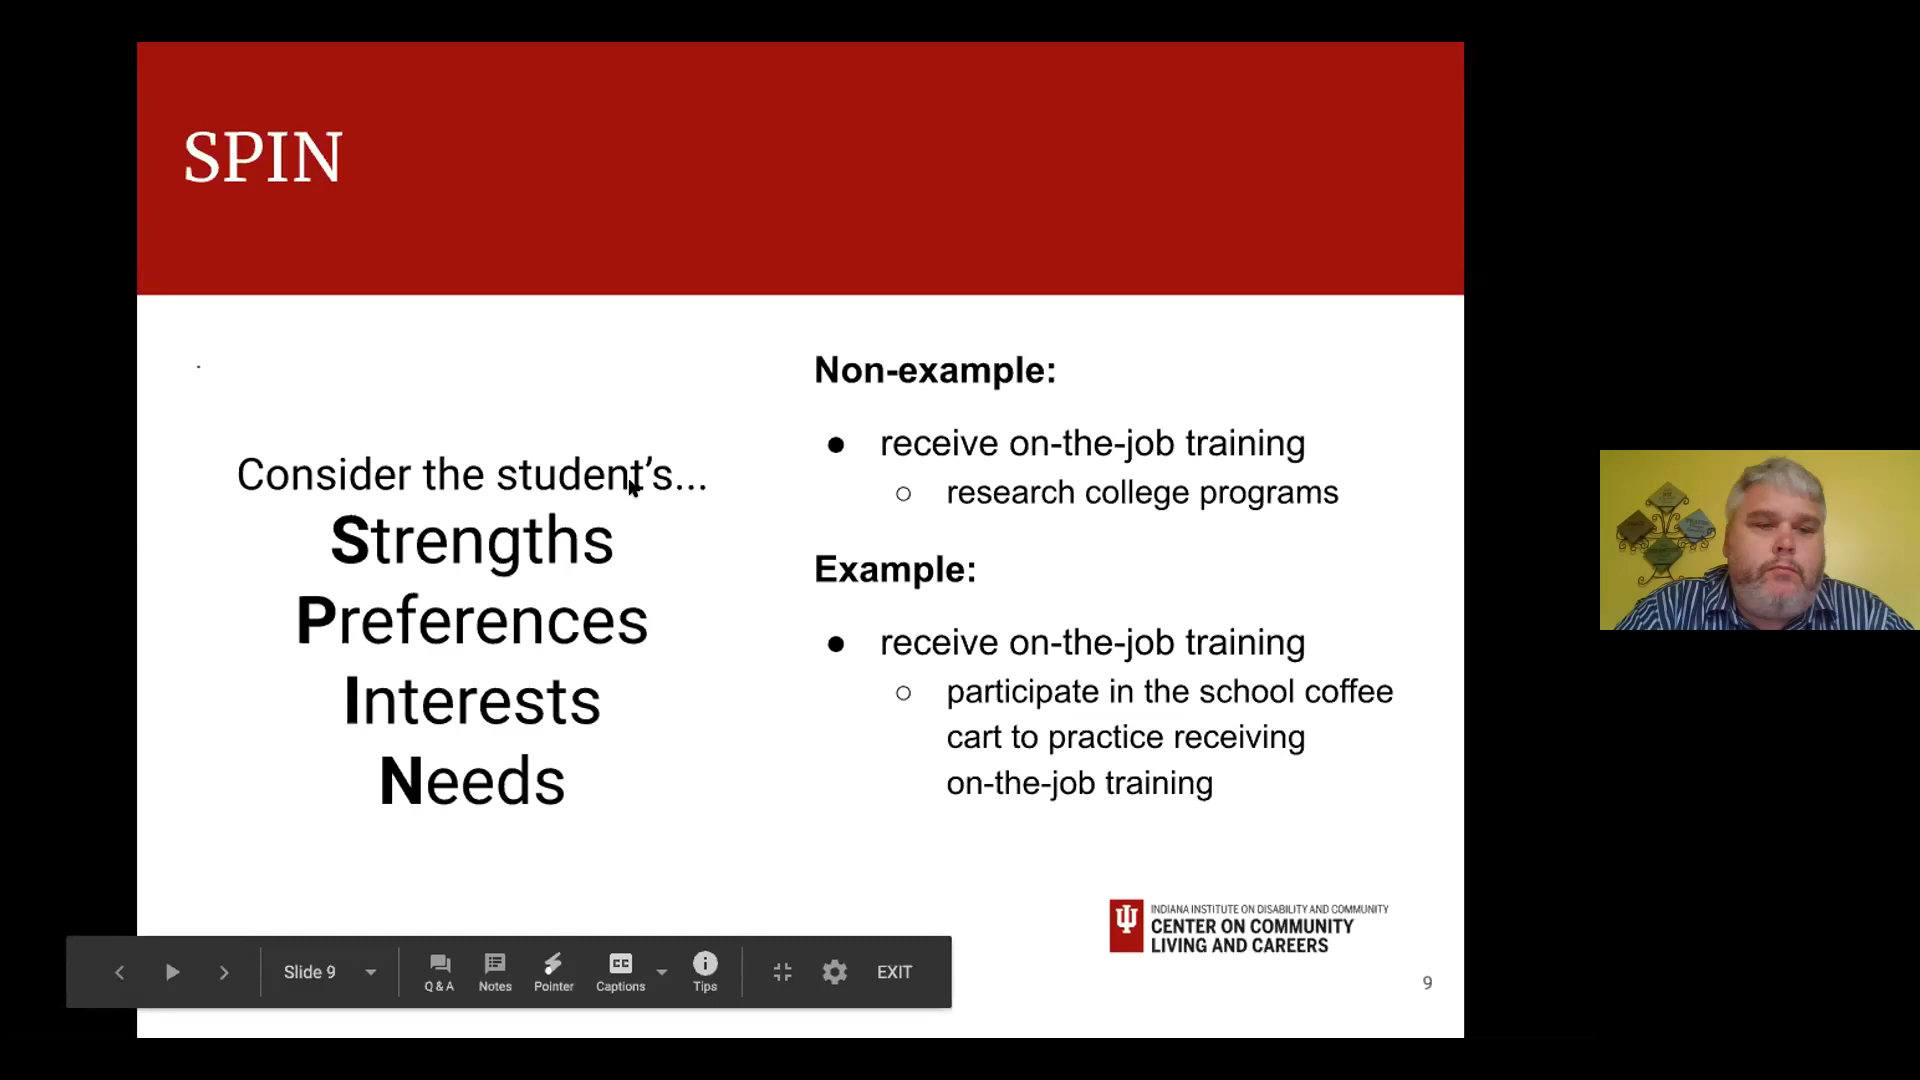 SPIN
Consider the student's...
Strengths
Preferences
Interests
Needs
Non-example:
● receive on-the-job training
○ research college programs
Example:
● receive on-the-job training
○ participate in the school coffee
cart to practice receiving
on-the-job training
INDIANA INSTITUTE ON DISABILITY AND COMMUNITY
CENTER ON COMMUNITY
LIVING AND CAREERS
9
Slide 9
Q & A
Notes
CC
Pointer
Captions
Tips
EXIT